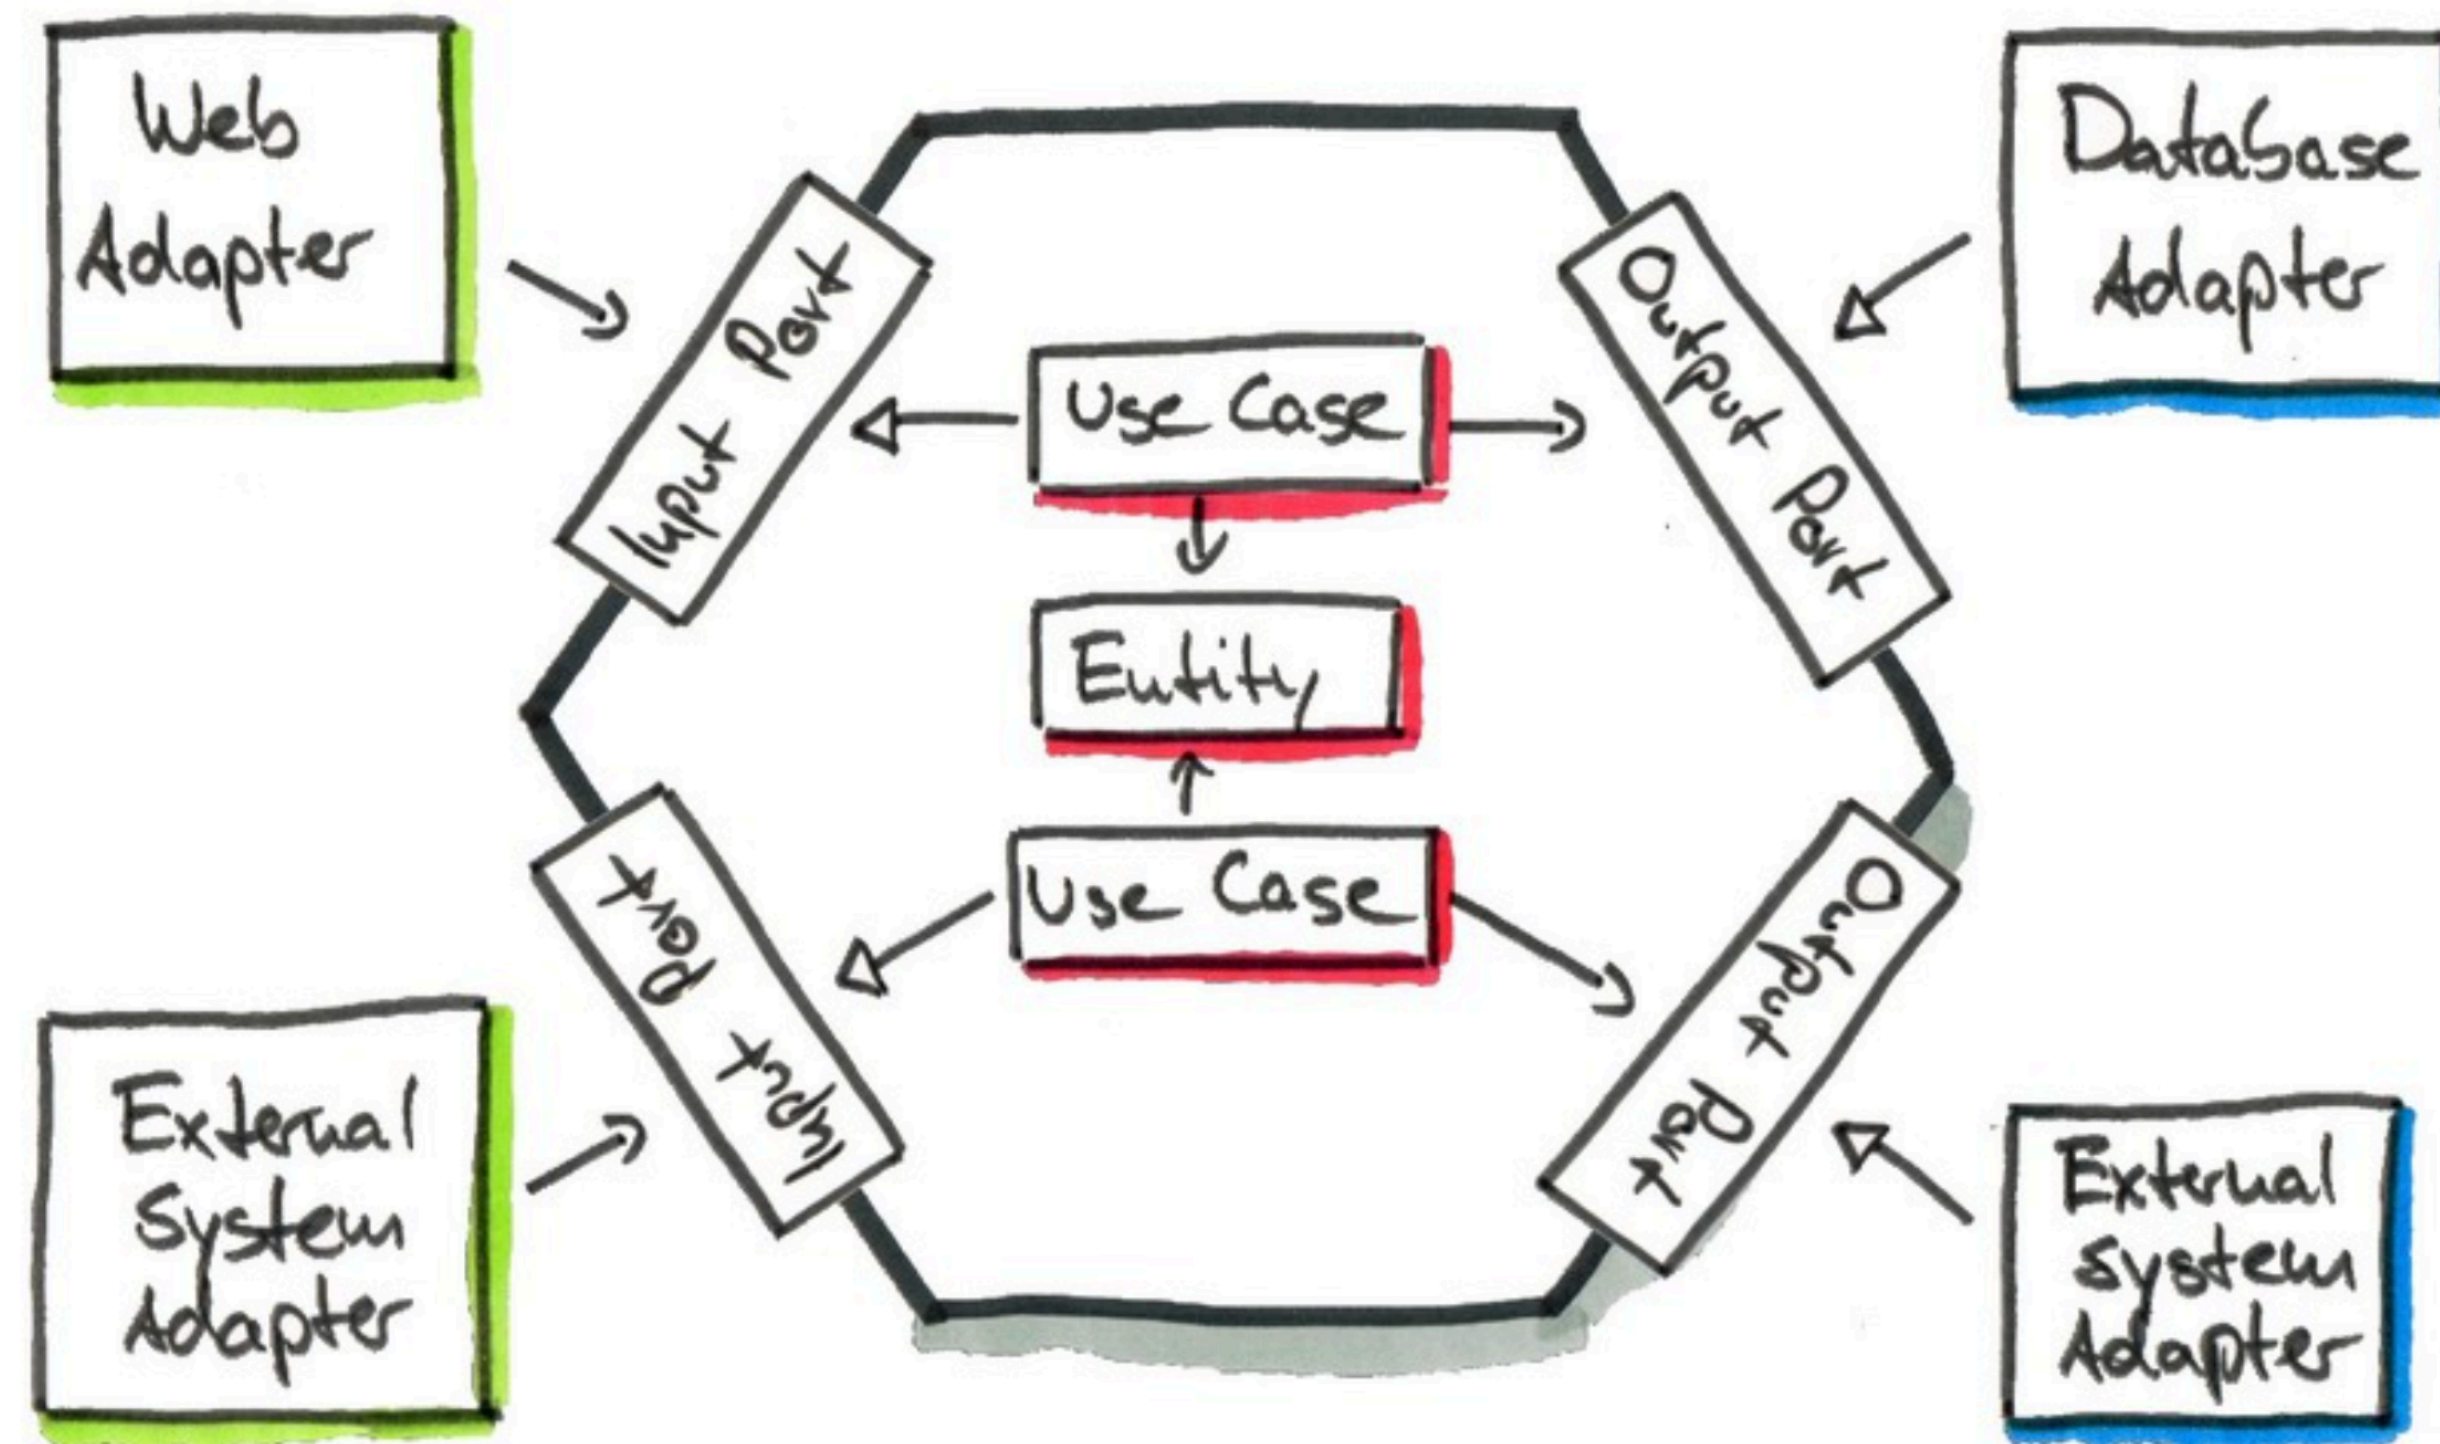 Web
Adapter
Database
Adapter
Input Port
Output Port
Use Case
Entity
Use Case
Input Port
Output Port
External
System
Adapter
External
System
Adapter